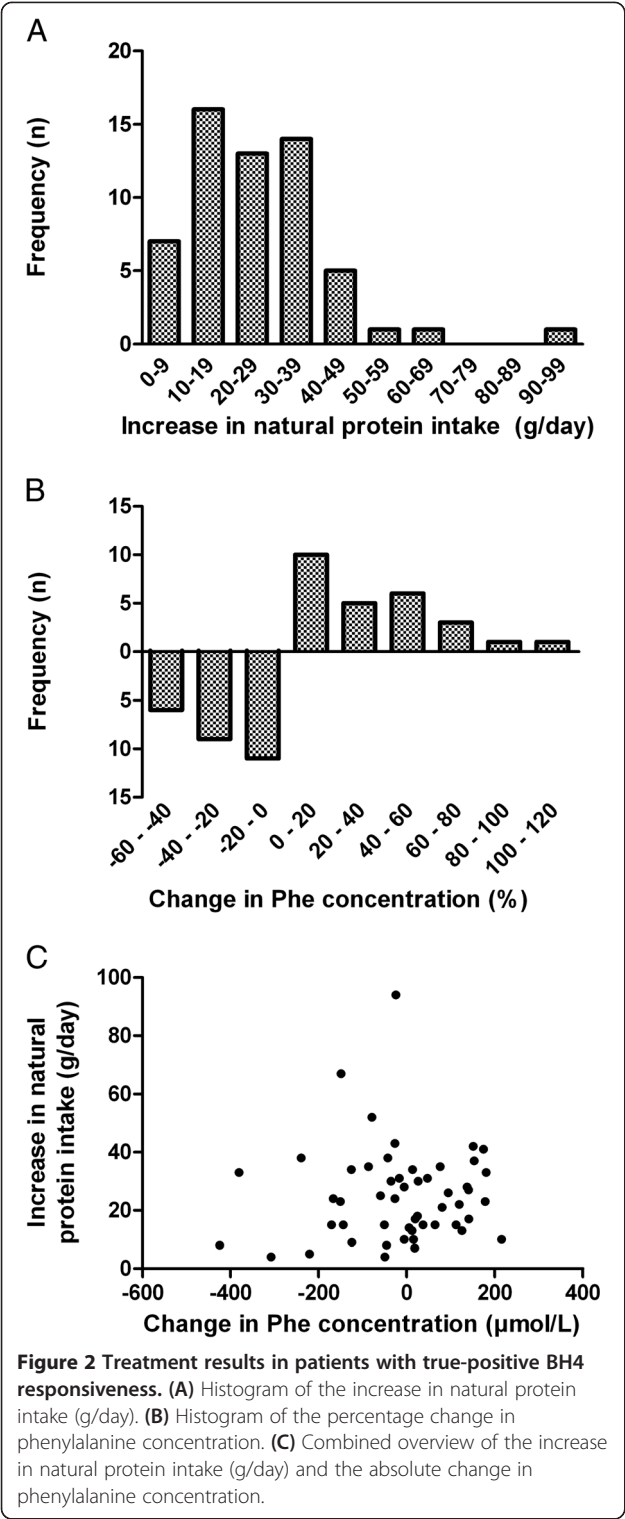 A
20
15
10
5
0
Frequency (n)
0-9
10-19
20-29
30-39
40-49
50-59
60-69
70-79
80-89
90-99
Increase in natural protein intake (g/day)
B
15
10
5
0
5
10
15
Frequency (n)
-60 - -40
-40 - -20
-20 - 0
0 - 20
20 - 40
40 - 60
60 - 80
80 - 100
100 - 120
Change in Phe concentration (%)
C
100
80
60
40
20
0
Increase in natural
protein intake (g/day)
-600
-400
-200
0
200
400
Change in Phe concentration (µmol/L)
Figure 2 Treatment results in patients with true-positive BH4
responsiveness. (A) Histogram of the increase in natural protein
intake (g/day). (B) Histogram of the percentage change in
phenylalanine concentration. (C) Combined overview of the increase
in natural protein intake (g/day) and the absolute change in
phenylalanine concentration.